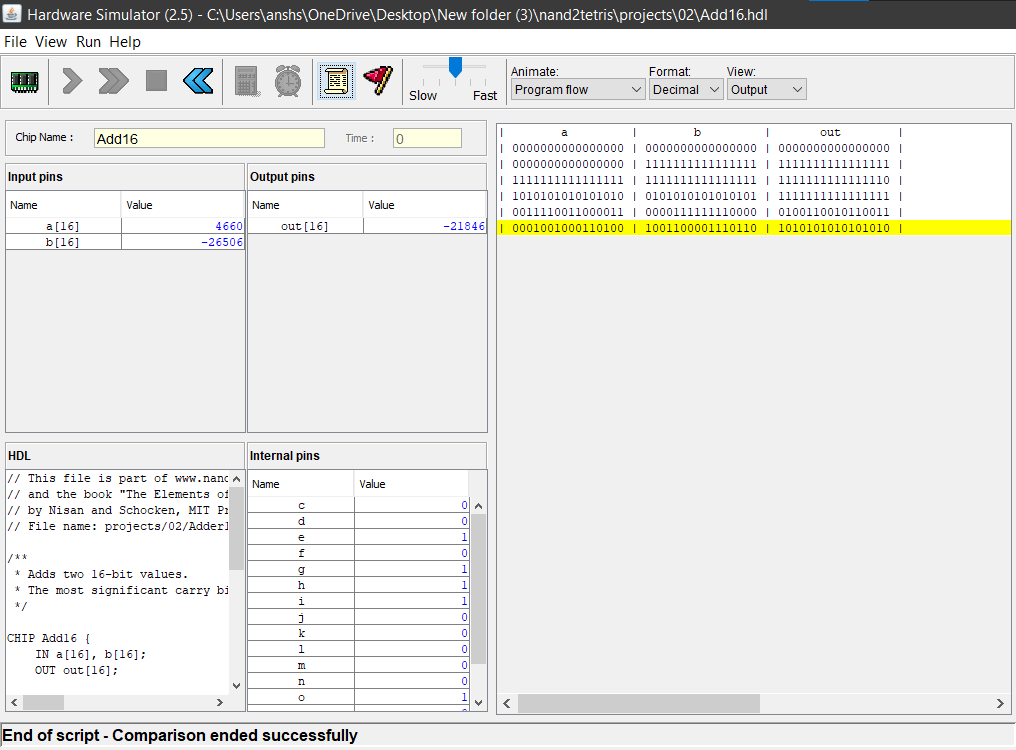 Hardware Simulator (2.5) - C:\Users\anshs\OneDrive\Desktop\New folder (3)\nand2tetris\projects\02\Add16.hdl
File View Run Help
Slow Fast
Animate: Format: View:
Program flow Decimal Output
Chip Name : Add16 Time : 0
Input pins
Name Value
a[16] 4660
b[16] -26506
Output pins
Name Value
out[16] -21846
HDL
// This file is part of www.nand
// and the book "The Elements of
// by Nisan and Schocken, MIT Pr
// File name: projects/02/Adder1
/**
* Adds two 16-bit values.
* The most significant carry bi
*/
CHIP Add16 {
IN a[16], b[16];
OUT out[16];
Internal pins
Name Value
c 0
d 0
e 1
f 0
g 1
h 1
i 1
j 0
k 0
l 0
m 0
n 0
o 1
| a | b | out |
| 0000000000000000 | 0000000000000000 | 0000000000000000 |
| 0000000000000000 | 1111111111111111 | 1111111111111111 |
| 1111111111111111 | 1111111111111111 | 1111111111111110 |
| 1010101010101010 | 0101010101010101 | 1111111111111111 |
| 0011110011000011 | 0000111111110000 | 0100110010110011 |
| 0001001000110100 | 1001100001110110 | 1010101010101010 |
End of script - Comparison ended successfully